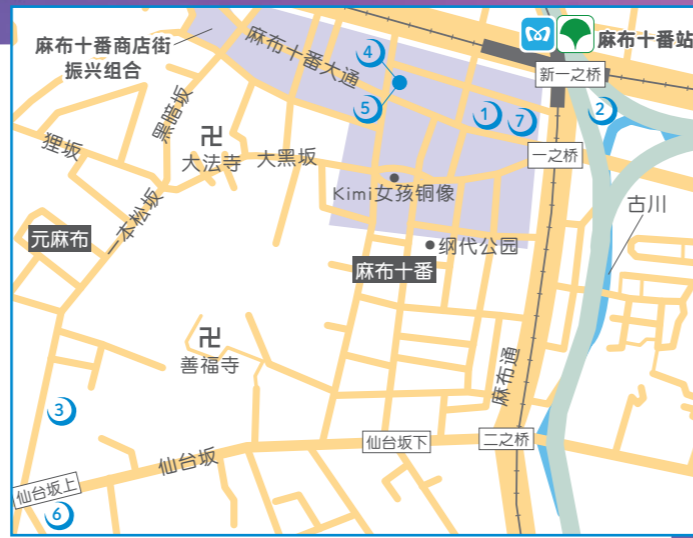 麻布十番商店街
振兴组合
麻布十番大通
4
麻布十番站
新一之桥
黑暗坂
5
1
7
2
狸坂
大法寺
大黑坂
一之桥
Kimi女孩铜像
古川
一本松坂
元麻布
纲代公园
麻布十番
善福寺
麻布通
3
仙台坂下
二之桥
仙台坂
仙台坂上
6